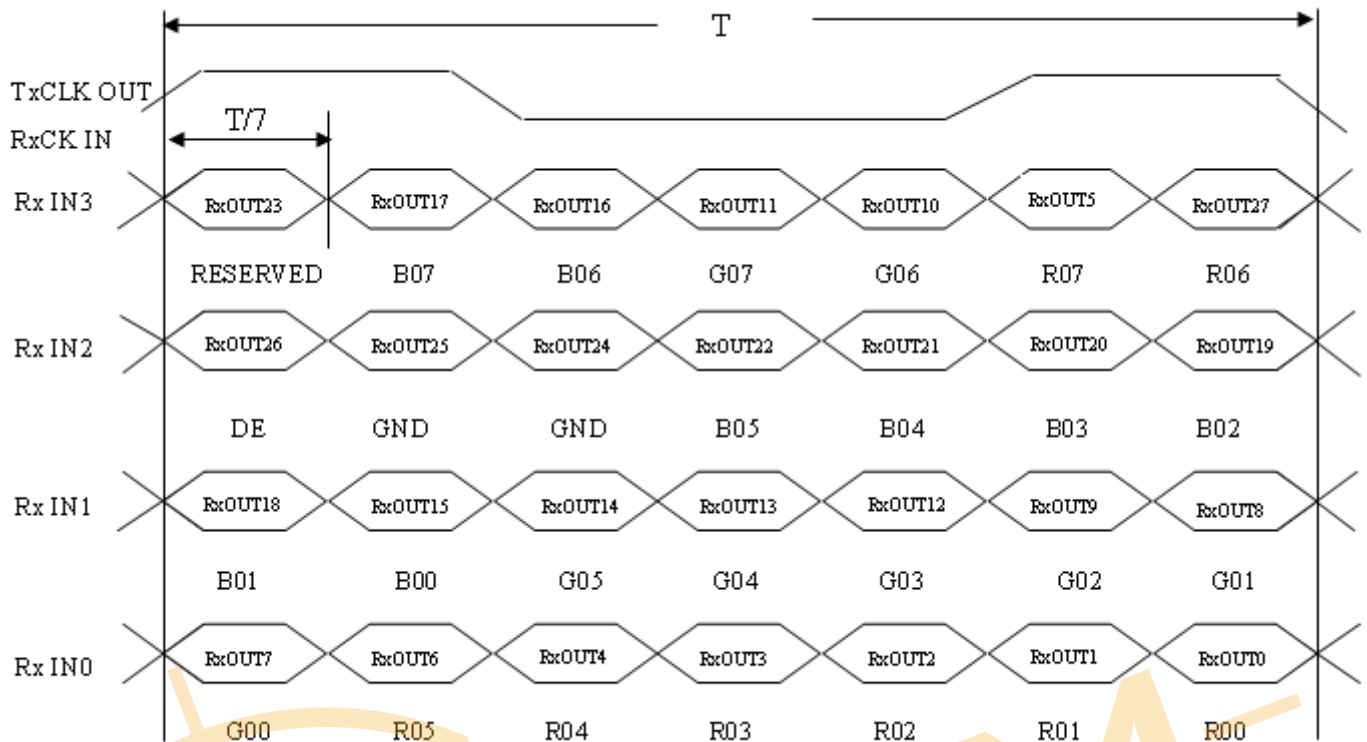 T
TxCLK OUT
T/7
RxCK IN
Rx IN3 RxOUT23 RxOUT17 RxOUT16 RxOUT11 RxOUT10 RxOUT5 RxOUT27
RESERVED B07 B06 G07 G06 R07 R06
Rx IN2 RxOUT26 RxOUT25 RxOUT24 RxOUT22 RxOUT21 RxOUT20 RxOUT19
DE GND GND B05 B04 B03 B02
Rx IN1 RxOUT18 RxOUT15 RxOUT14 RxOUT13 RxOUT12 RxOUT9 RxOUT8
B01 B00 G05 G04 G03 G02 G01
Rx IN0 RxOUT7 RxOUT6 RxOUT4 RxOUT3 RxOUT2 RxOUT1 RxOUT0
G00 R05 R04 R03 R02 R01 R00